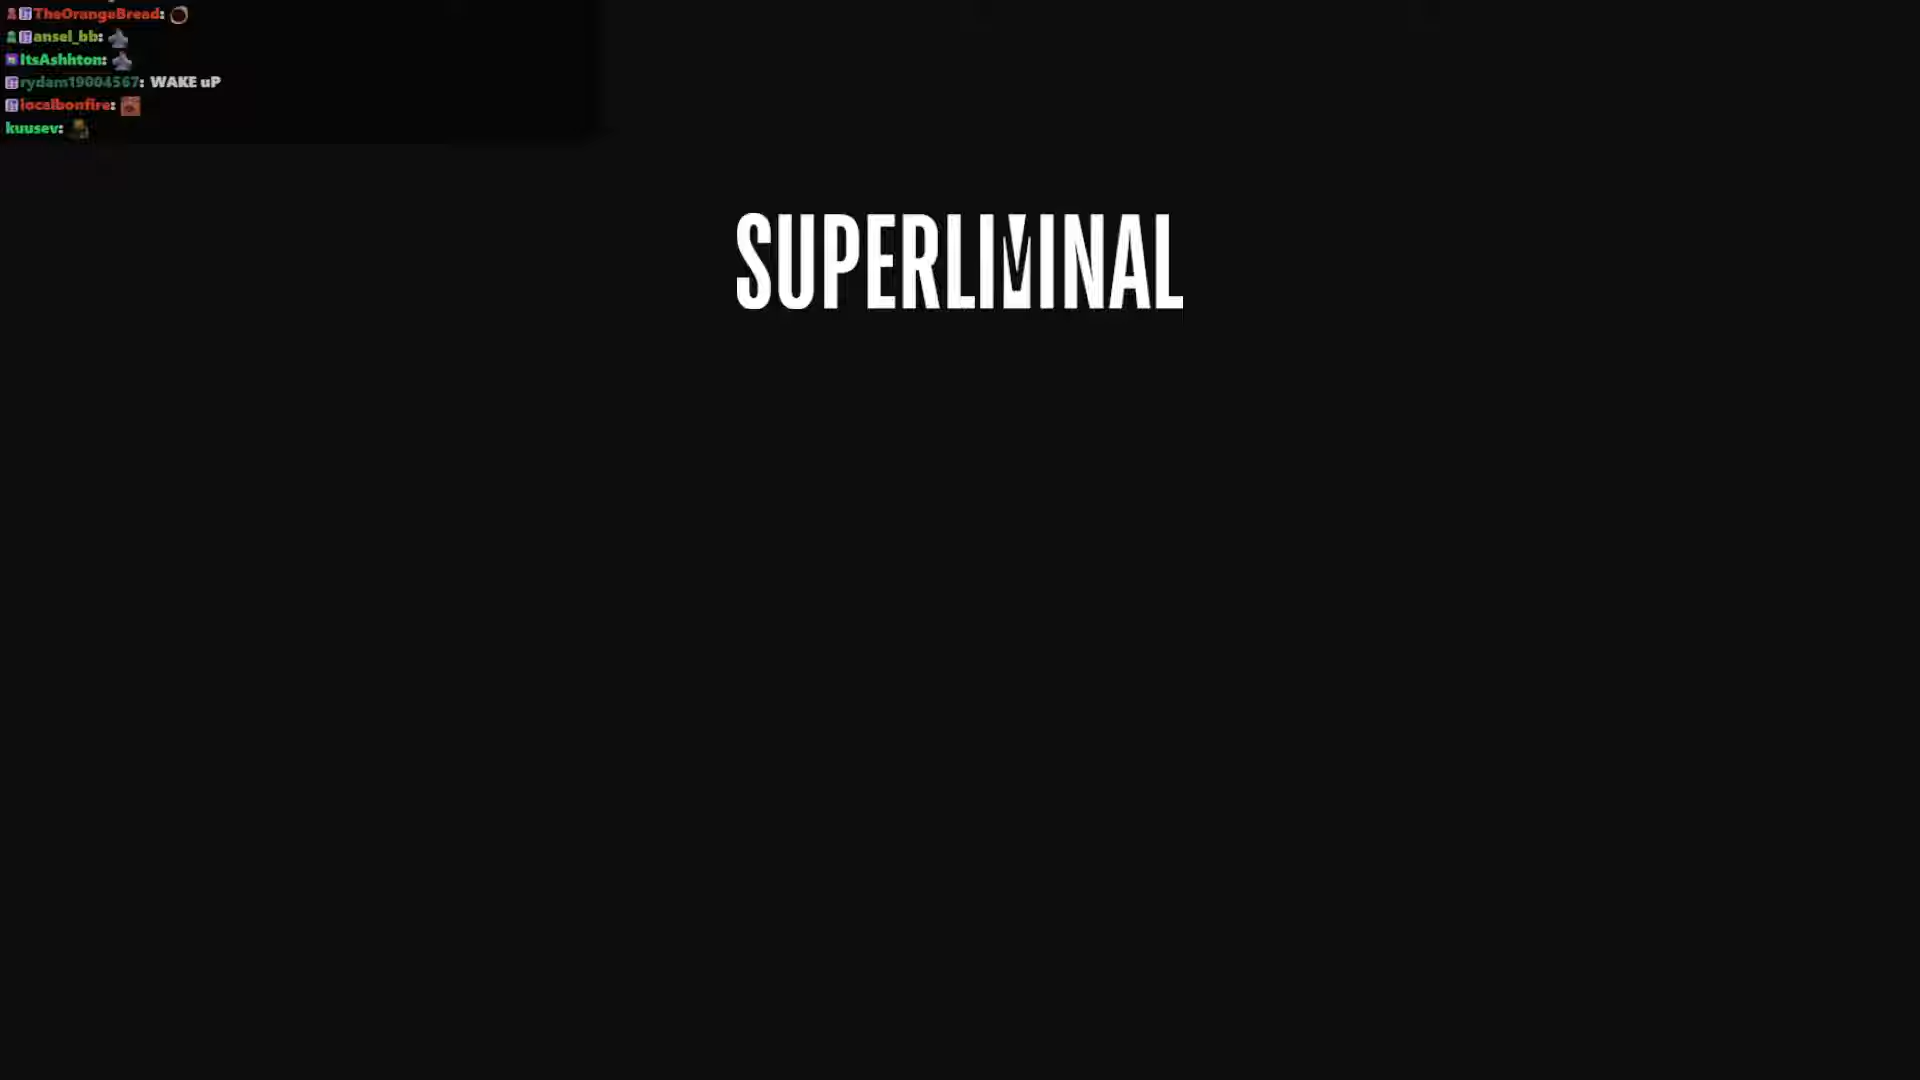 TheOrangeBread:
ansel_bb:
ItsAshhton:
rydam19004567: WAKE uP
localbonfire:
kuusev:
SUPERLIMINAL